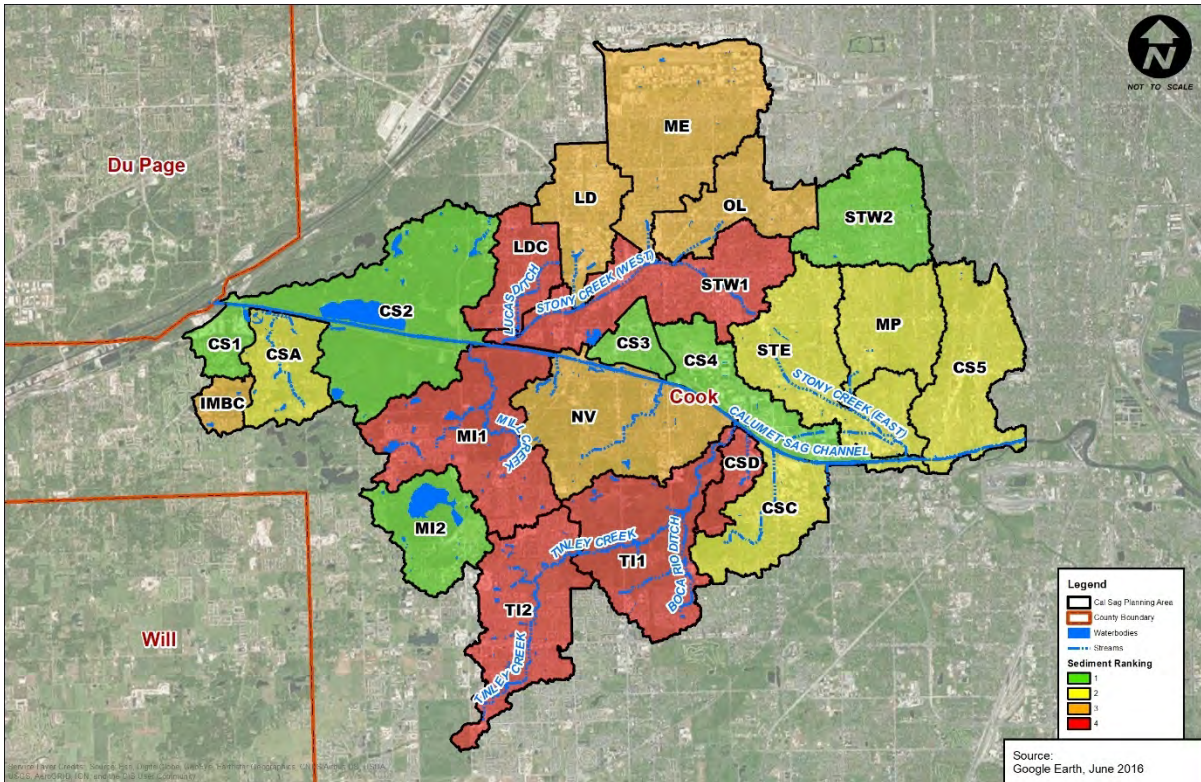 N
NOT TO SCALE
Du Page
ME
LD
OL
STW2
LDC
LUCAS DITCH
STONY CREEK (WEST)
STW1
CS2
CS1
CSA
CS3
CS4
STE
MP
CS5
IMBC
NV
Cook
STONY CREEK (EAST)
CALUMET SAG CHANNEL
MI1
MILL CREEK
CSD
CSC
MI2
TINLEY CREEK
TI1
BOCA RIO DITCH
TI2
TINLEY CREEK
Will
Legend
Cal Sag Planning Area
County Boundary
Waterbodies
Streams
Sediment Ranking
1
2
3
4
Source:
Google Earth, June 2016